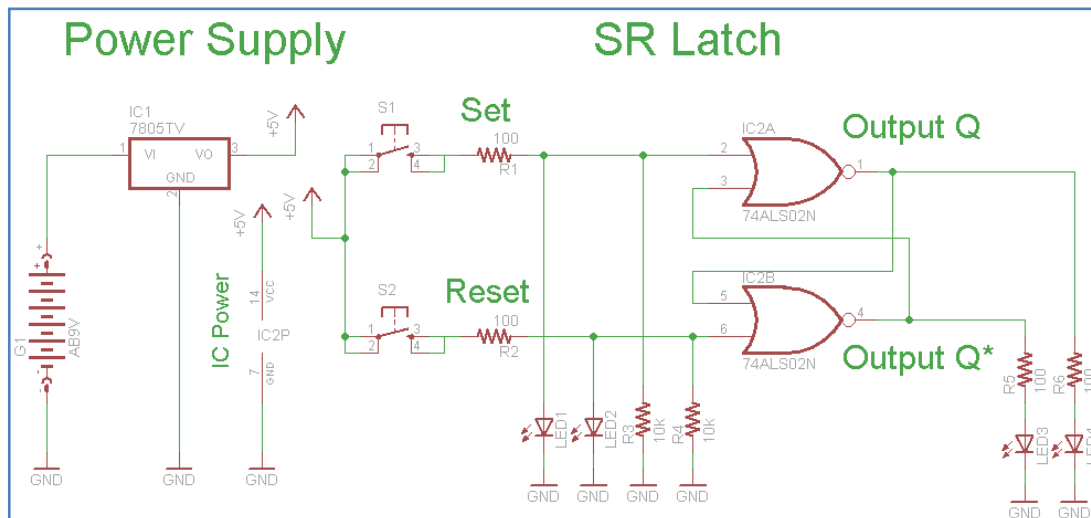 Power Supply
SR Latch
IC1
7805TV
1
VI
VO
3
GND
2
+5V
+5V
+5V
G1
AB9V
+
+
-
GND
GND
IC Power
14
VCC
IC2P
7
GND
GND
S1
1
2
3
4
Set
100
R1
S2
1
2
3
4
Reset
100
R2
LED1
LED2
R3
10K
R4
10K
GND
GND
GND
GND
IC2A
2
3
1
74ALS02N
Output Q
IC2B
5
6
4
74ALS02N
Output Q*
R5
100
R6
100
LED3
GND
GND